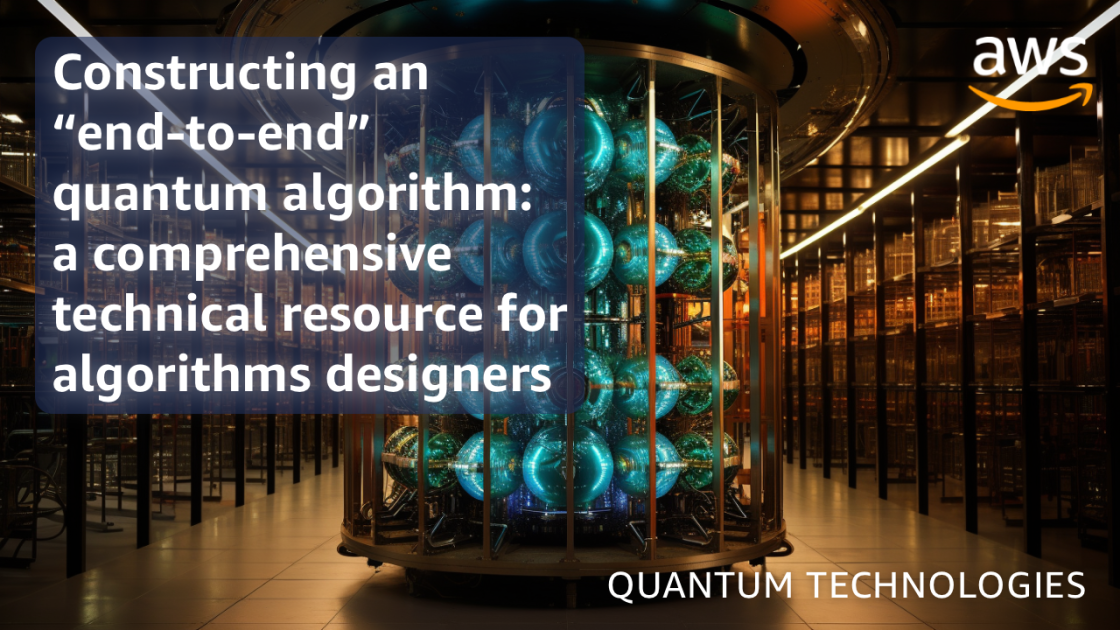 Constructing an
“end-to-end”
quantum algorithm:
a comprehensive
technical resource for
algorithms designers
aws
QUANTUM TECHNOLOGIES